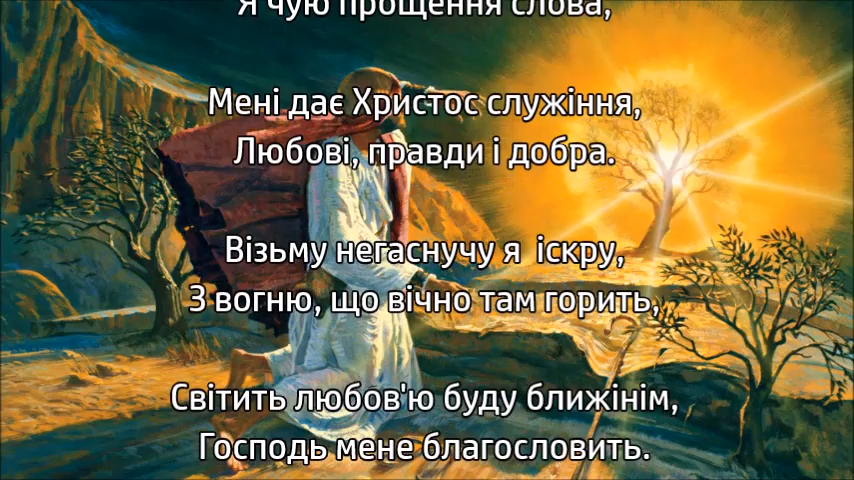 Я чую прощення слова,
Мені дає Христос служіння,
Любові, правди і добра.
Візьму негаснучу я іскру,
З вогню, що вічно там горить,
Світить любов'ю буду ближінім,
Господь мене благословить.